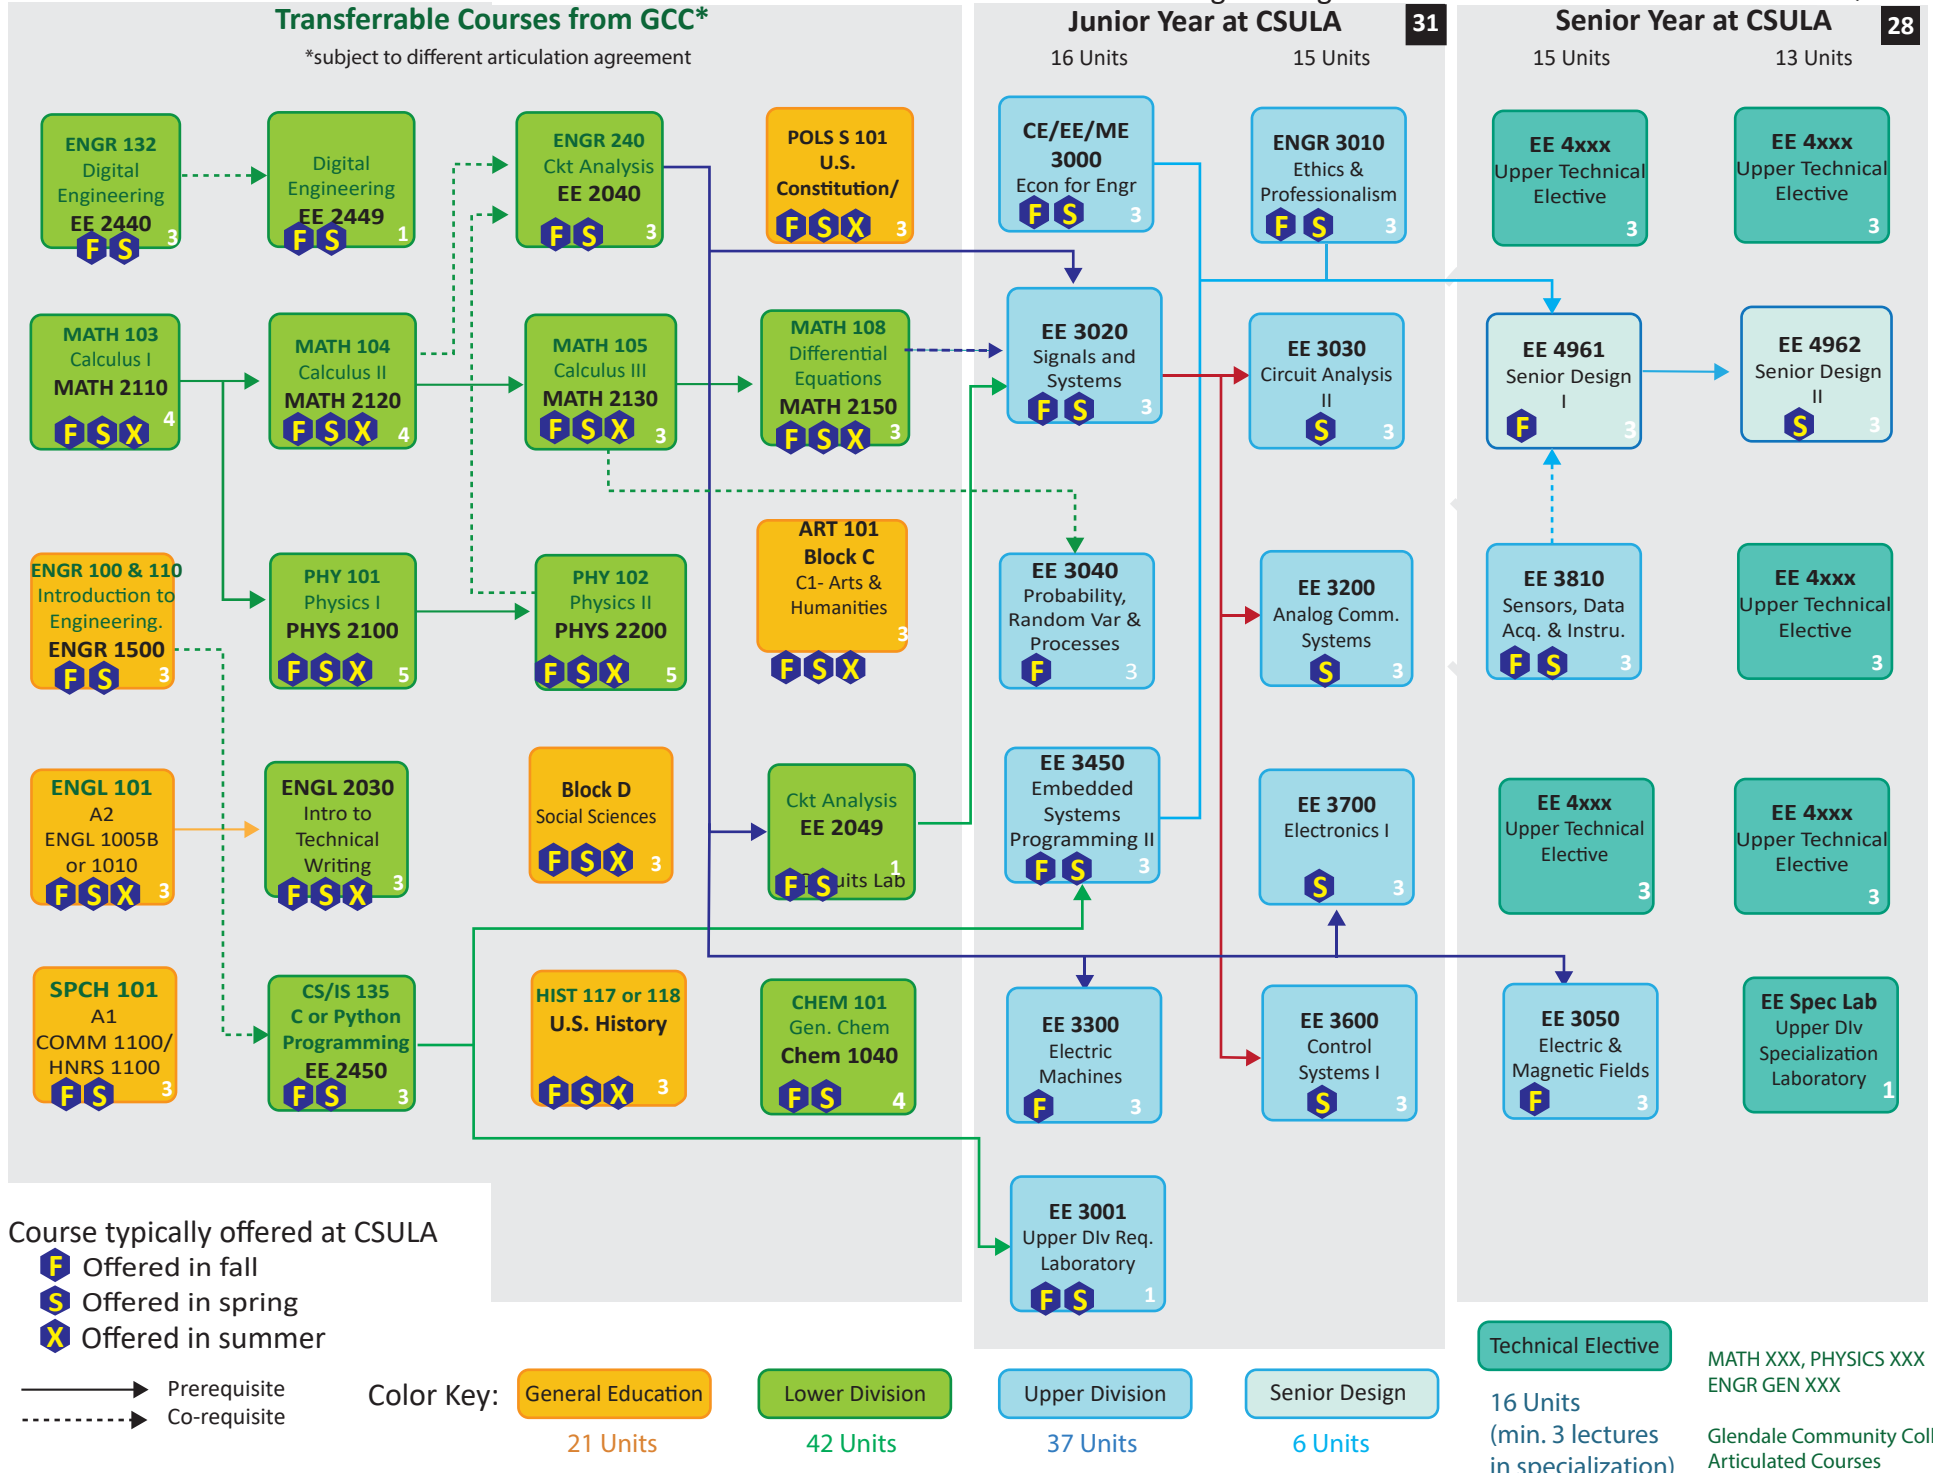 Transferrable Courses from GCC*
*subject to different articulation agreement
Junior Year at CSULA
31
16 Units
15 Units
Senior Year at CSULA
28
15 Units
13 Units
ENGR 132
Digital
Engineering
EE 2440
3
F S
Digital
Engineering
EE 2449
1
F S
ENGR 240
Ckt Analysis
EE 2040
F S
3
POLS S 101
U.S.
Constitution/
F S X
3
CE/EE/ME
3000
Econ for Engr
F S
3
ENGR 3010
Ethics &
Professionalism
F S
3
EE 4xxx
Upper Technical
Elective
3
EE 4xxx
Upper Technical
Elective
3
MATH 103
Calculus I
MATH 2110
4
F S X
MATH 104
Calculus II
MATH 2120
F S X
4
MATH 105
Calculus III
MATH 2130
F S X
3
MATH 108
Differential
Equations
MATH 2150
F S X
3
EE 3020
Signals and
Systems
F S
3
EE 3030
Circuit Analysis
II
S
3
EE 4961
Senior Design
I
F
3
EE 4962
Senior Design
II
S
3
ENGR 100 & 110
Introduction to
Engineering.
ENGR 1500
F S
3
PHY 101
Physics I
PHYS 2100
F S X
5
PHY 102
Physics II
PHYS 2200
F S X
5
ART 101
Block C
C1- Arts &
Humanities
3
F S X
EE 3040
Probability,
Random Var &
Processes
F
3
EE 3200
Analog Comm.
Systems
S
3
EE 3810
Sensors, Data
Acq. & Instru.
F S
3
EE 4xxx
Upper Technical
Elective
3
ENGL 101
A2
ENGL 1005B
or 1010
F S X
3
ENGL 2030
Intro to
Technical
Writing
F S X
3
Block D
Social Sciences
F S X
3
Ckt Analysis
EE 2049
1
F S
uits Lab
EE 3450
Embedded
Systems
Programming II
F S
3
EE 3700
Electronics I
S
3
EE 4xxx
Upper Technical
Elective
3
EE 4xxx
Upper Technical
Elective
3
SPCH 101
A1
COMM 1100/
HNRS 1100
F S
3
CS/IS 135
C or Python
Programming
EE 2450
F S
3
HIST 117 or 118
U.S. History
F S X
3
CHEM 101
Gen. Chem
Chem 1040
F S
4
EE 3300
Electric
Machines
F
3
EE 3600
Control
Systems I
S
3
EE 3050
Electric &
Magnetic Fields
F
3
EE Spec Lab
Upper DIv
Specialization
Laboratory
1
EE 3001
Upper DIv Req.
Laboratory
F S
1
Course typically offered at CSULA
F Offered in fall
S Offered in spring
X Offered in summer
Prerequisite
Co-requisite
Color Key:
General Education
21 Units
Lower Division
42 Units
Upper Division
37 Units
Senior Design
6 Units
Technical Elective
16 Units
(min. 3 lectures
in specialization)
MATH XXX, PHYSICS XXX
ENGR GEN XXX
Glendale Community Coll
Articulated Courses